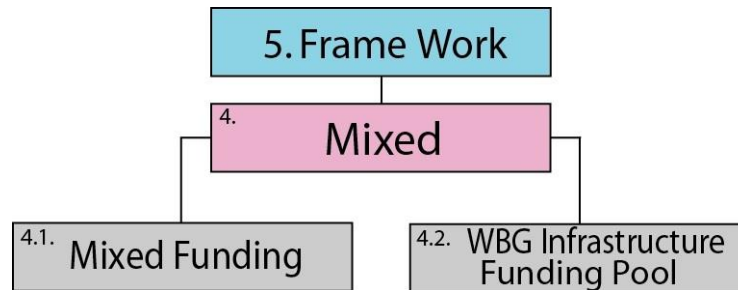 5. Frame Work
4.
Mixed
4.1. Mixed Funding
4.2. WBG Infrastructure
Funding Pool